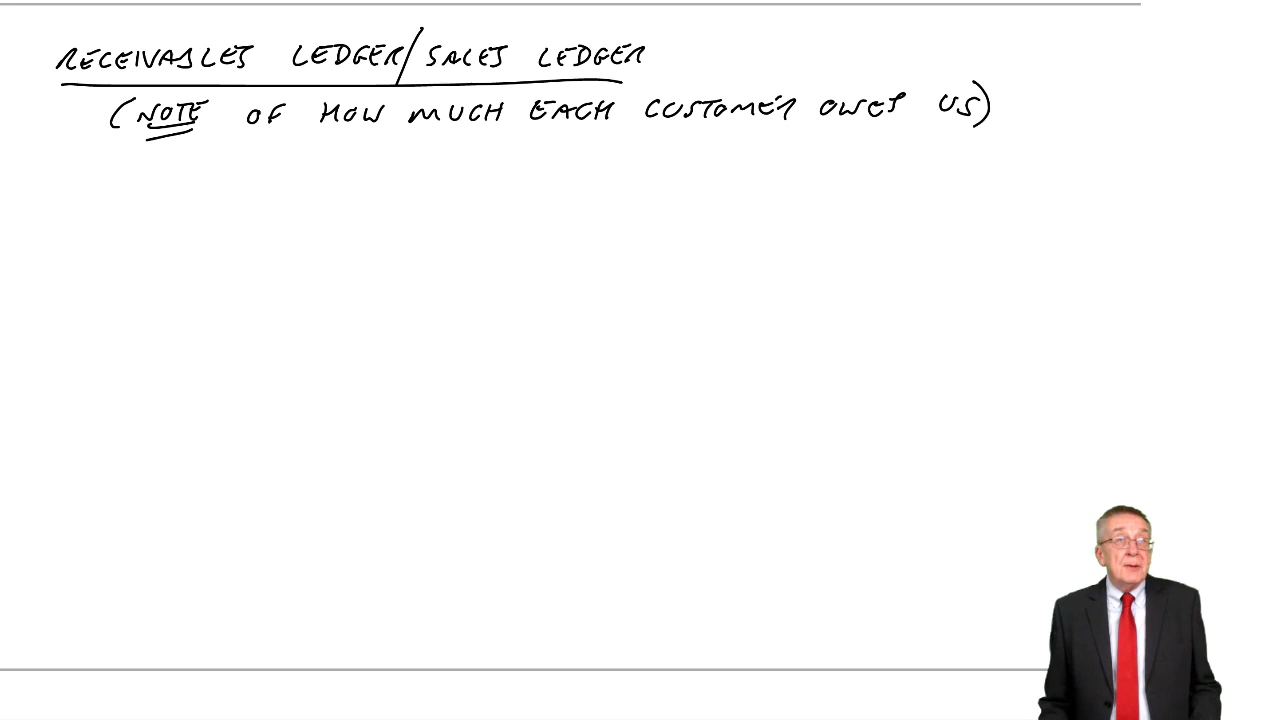 RECEIVABLES LEDGER/SALES LEDGER
(NOTE OF HOW MUCH EACH CUSTOMER OWES US)